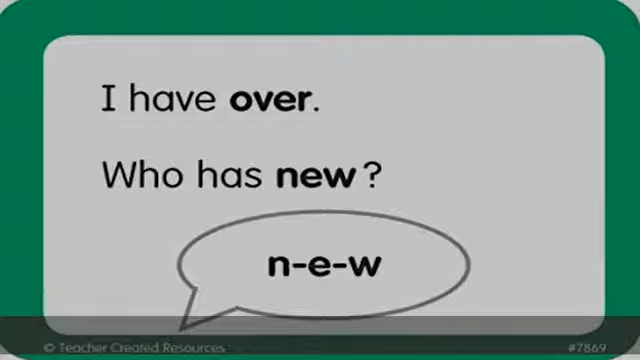 I have over.
Who has new?
n-e-w
© Teacher Created Resources
#7869